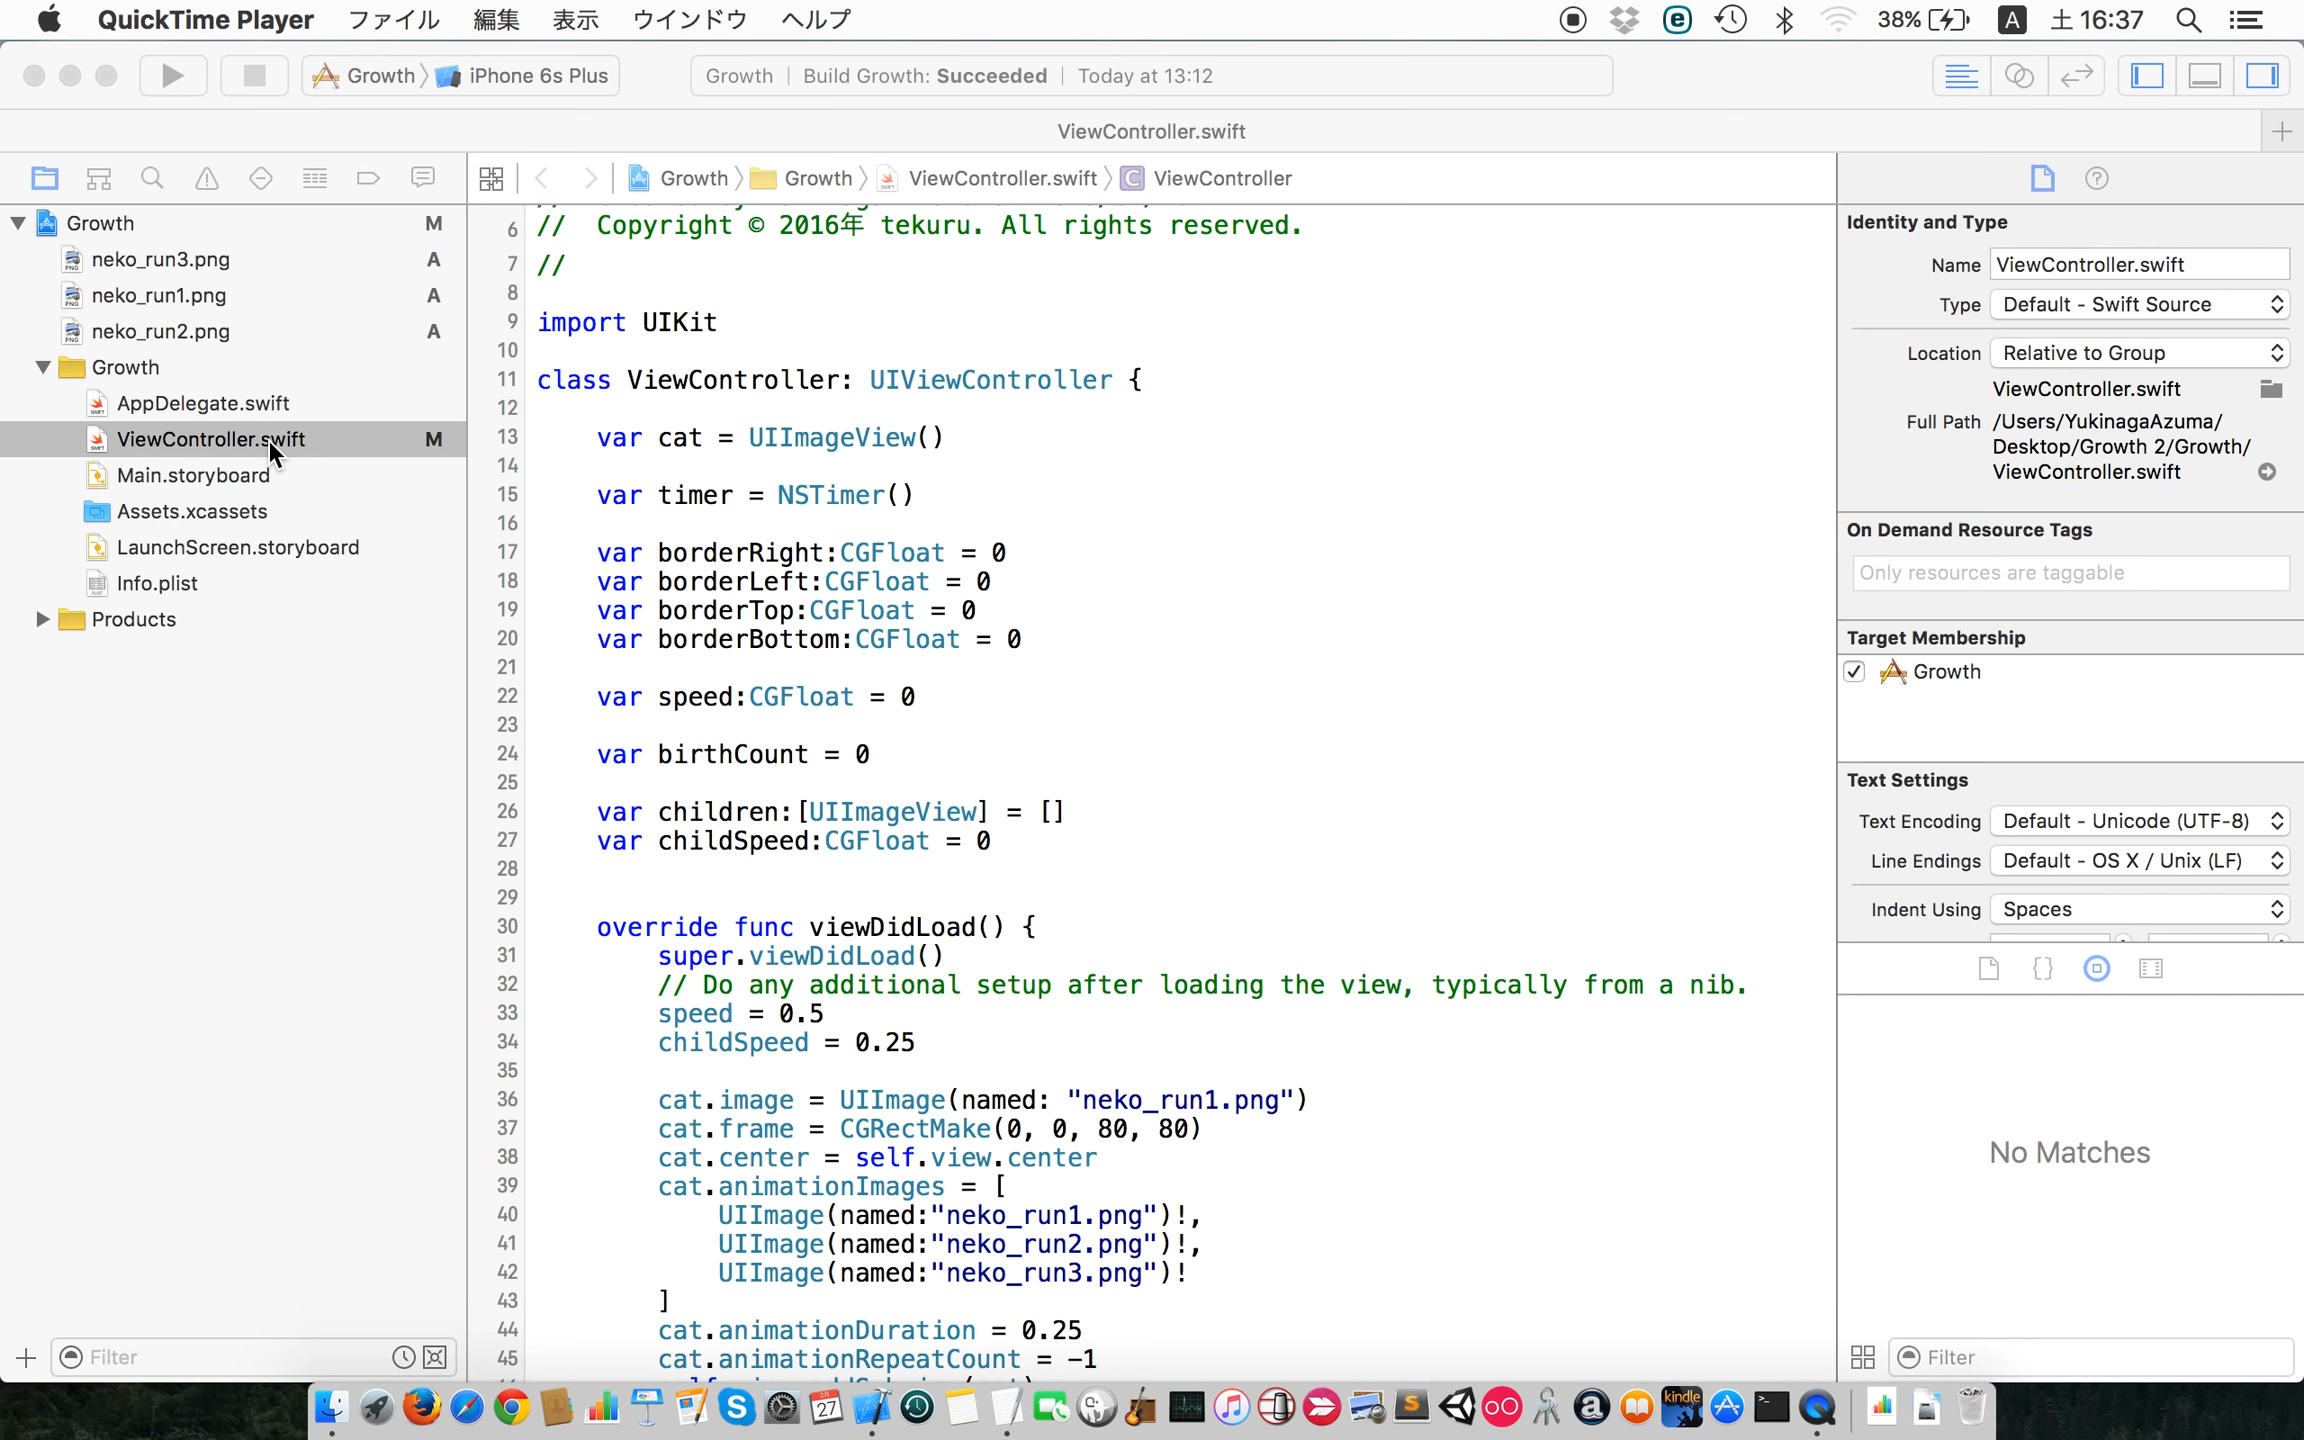 QuickTime Player ファイル 編集 表示 ウインドウ ヘルプ 38% A 土 16:37
Growth iPhone 6s Plus Growth Build Growth: Succeeded Today at 13:12
ViewController.swift
Growth Growth ViewController.swift C ViewController
Growth M
neko_run3.png A
neko_run1.png A
neko_run2.png A
Growth
AppDelegate.swift
ViewController.swift M
Main.storyboard
Assets.xcassets
LaunchScreen.storyboard
Info.plist
Products
Filter
6 // Copyright © 2016年 tekuru. All rights reserved.
7 //
8
9 import UIKit
10
11 class ViewController: UIViewController {
12
13 var cat = UIImageView()
14
15 var timer = NSTimer()
16
17 var borderRight:CGFloat = 0
18 var borderLeft:CGFloat = 0
19 var borderTop:CGFloat = 0
20 var borderBottom:CGFloat = 0
21
22 var speed:CGFloat = 0
23
24 var birthCount = 0
25
26 var children:[UIImageView] = []
27 var childSpeed:CGFloat = 0
28
29
30 override func viewDidLoad() {
31 super.viewDidLoad()
32 // Do any additional setup after loading the view, typically from a nib.
33 speed = 0.5
34 childSpeed = 0.25
35
36 cat.image = UIImage(named: "neko_run1.png")
37 cat.frame = CGRectMake(0, 0, 80, 80)
38 cat.center = self.view.center
39 cat.animationImages = [
40 UIImage(named:"neko_run1.png")!,
41 UIImage(named:"neko_run2.png")!,
42 UIImage(named:"neko_run3.png")!
43 ]
44 cat.animationDuration = 0.25
45 cat.animationRepeatCount = -1
Identity and Type
Name ViewController.swift
Type Default - Swift Source
Location Relative to Group
ViewController.swift
Full Path /Users/YukinagaAzuma/
Desktop/Growth 2/Growth/
ViewController.swift
On Demand Resource Tags
Only resources are taggable
Target Membership
Growth
Text Settings
Text Encoding Default - Unicode (UTF-8)
Line Endings Default - OS X / Unix (LF)
Indent Using Spaces
No Matches
Filter
27
kindle